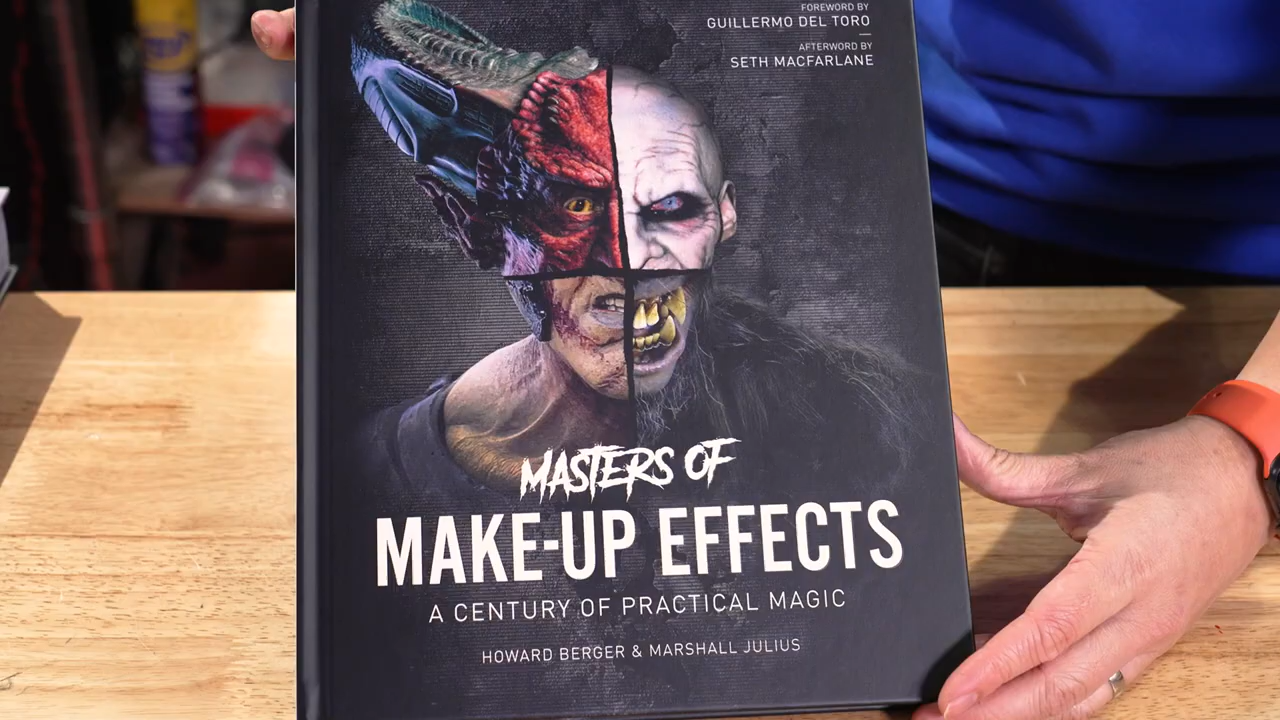 FOREWORD BY
GUILLERMO DEL TORO
AFTERWORD BY
SETH MACFARLANE
MASTERS OF
MAKE-UP EFFECTS
A CENTURY OF PRACTICAL MAGIC
HOWARD BERGER & MARSHALL JULIUS